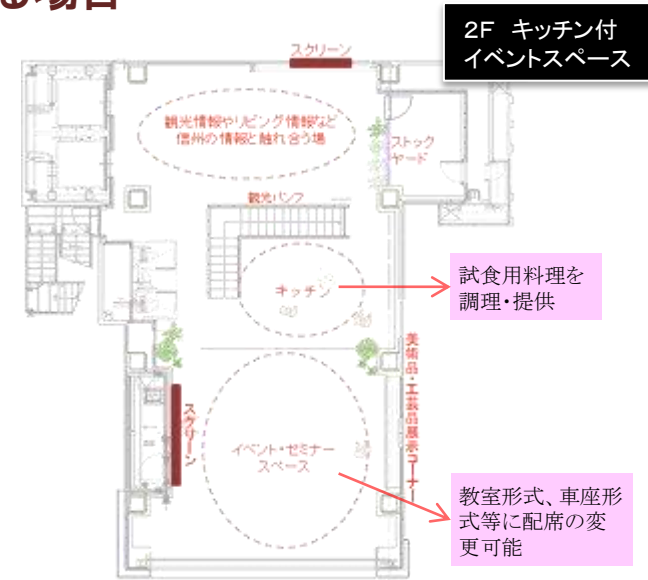 る場合
2F キッチン付
イベントスペース
スクリーン
観光情報やリビング情報など
信州の情報と触れ合う場
ストック
ヤード
観光パンフ
キッチン
試食用料理を
調理・提供
美術品・工芸品展示コーナー
スクリーン
イベント・セミナー
スペース
教室形式、車座形
式等に配席の変
更可能